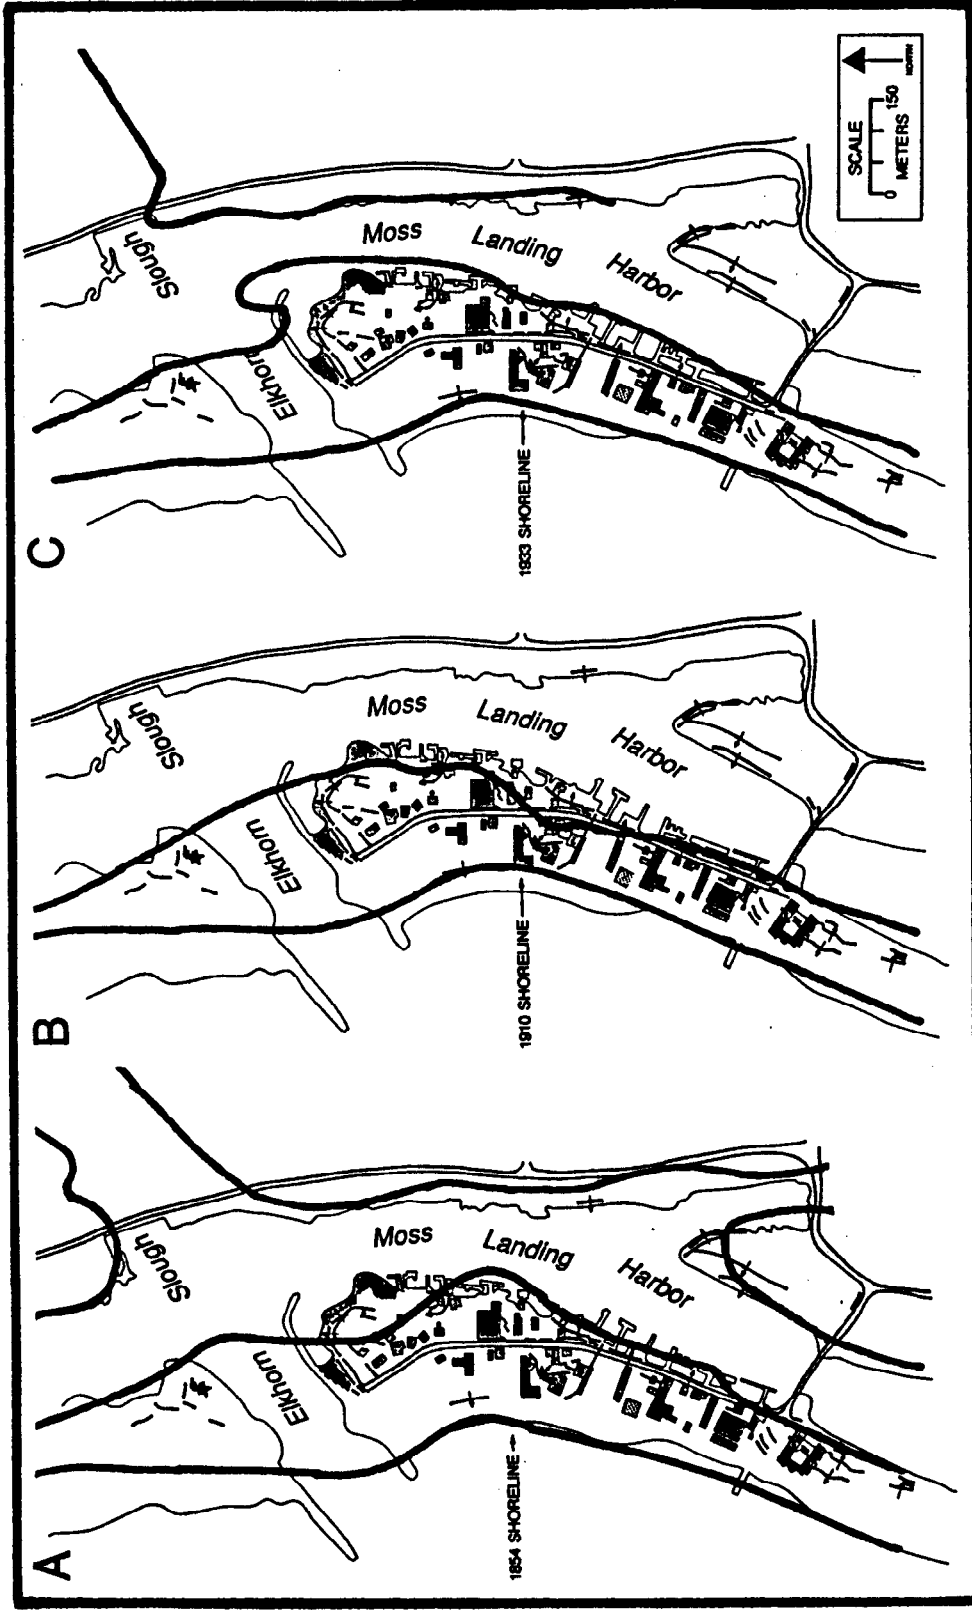 A
Slough
Elkhorn
Moss
Landing
Harbor
1854 SHORELINE
B
Slough
Elkhorn
Moss
Landing
Harbor
1910 SHORELINE
C
Slough
Elkhorn
Moss
Landing
Harbor
1933 SHORELINE
SCALE
0 150
METERS
NORTH